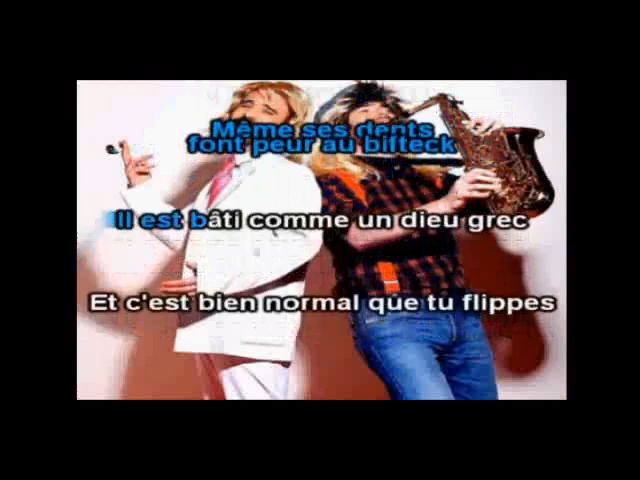 Même ses dents
font peur au bifteck
Il est bâti comme un dieu grec
Et c'est bien normal que tu flippes